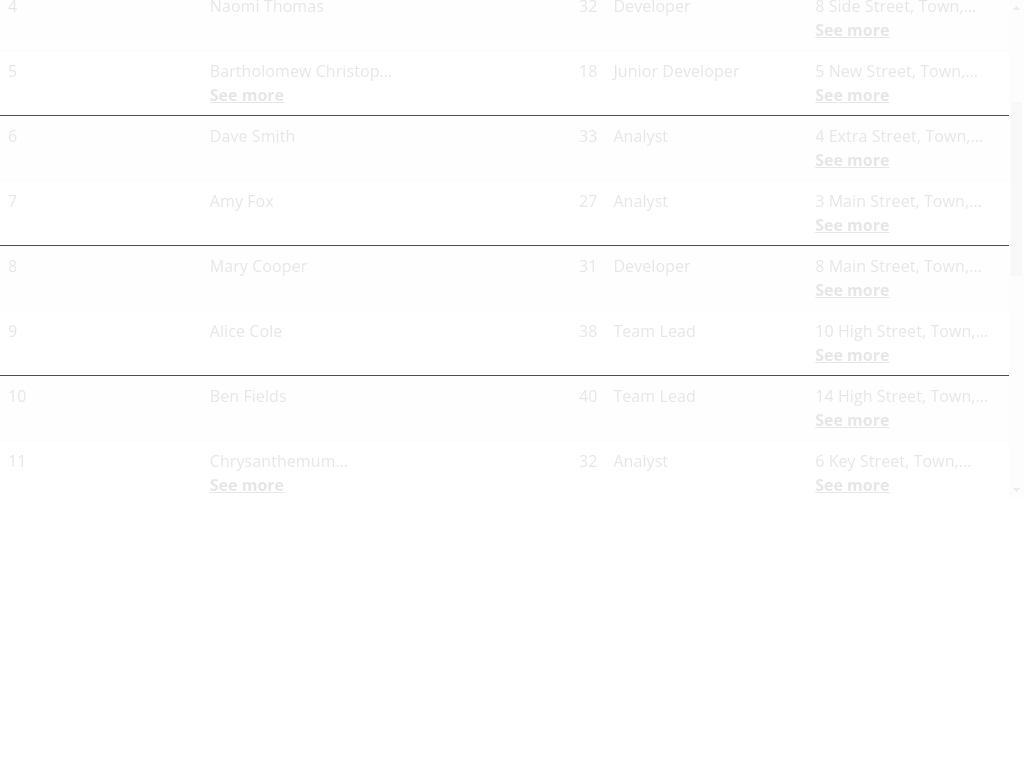 4 Naomi Thomas 32 Developer 8 Side Street, Town,...
See more
5 Bartholomew Christop... 18 Junior Developer 5 New Street, Town,...
See more See more
6 Dave Smith 33 Analyst 4 Extra Street, Town,...
See more
7 Amy Fox 27 Analyst 3 Main Street, Town,...
See more
8 Mary Cooper 31 Developer 8 Main Street, Town,...
See more
9 Alice Cole 38 Team Lead 10 High Street, Town,...
See more
10 Ben Fields 40 Team Lead 14 High Street, Town,...
See more
11 Chrysanthemum... 32 Analyst 6 Key Street, Town,...
See more See more